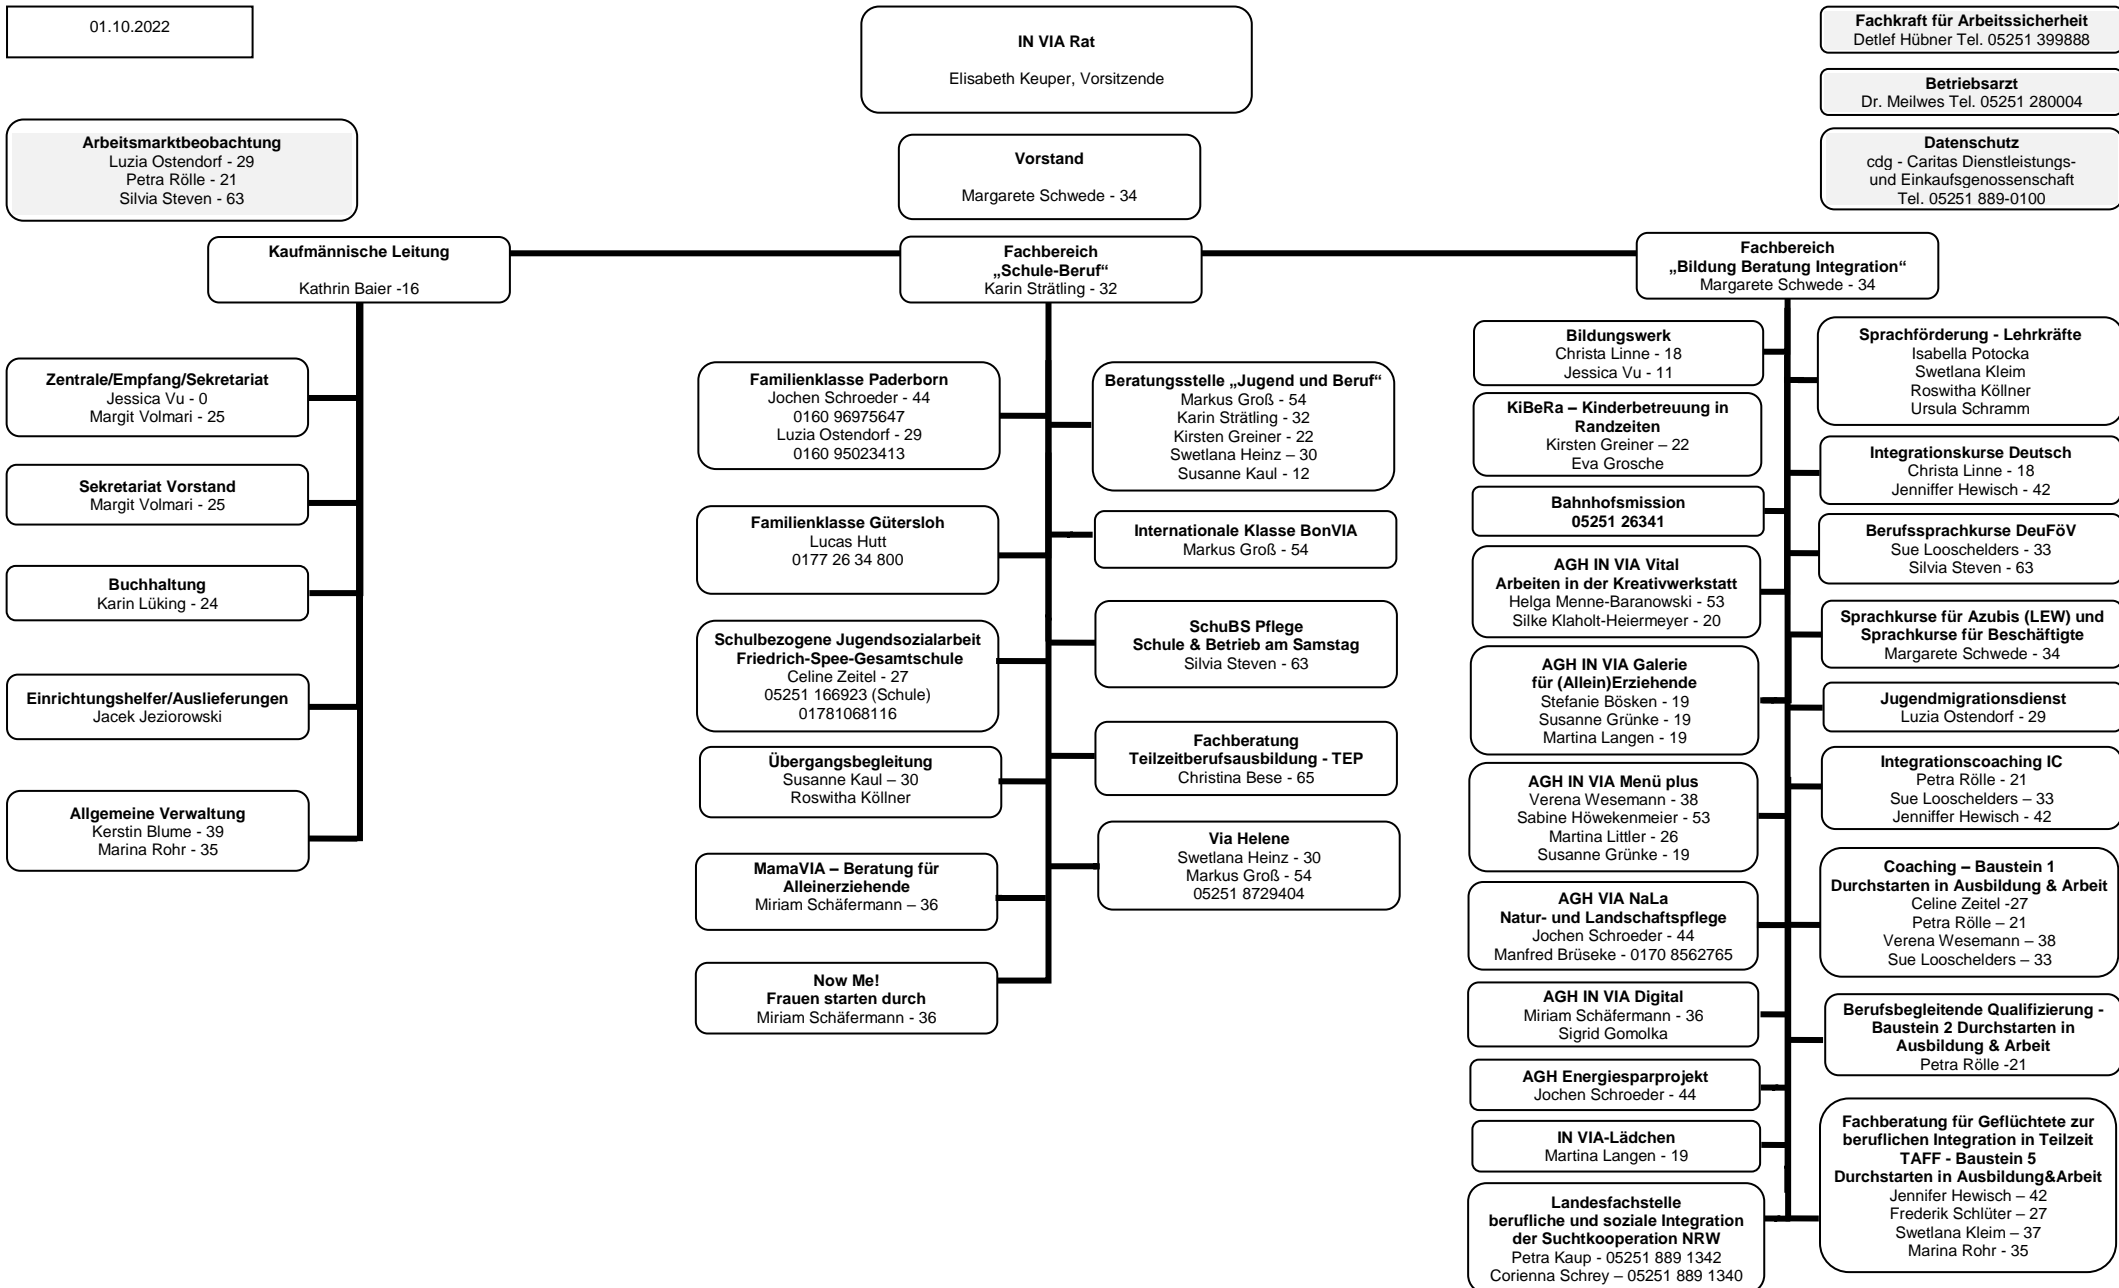 01.10.2022
IN VIA Rat
Elisabeth Keuper, Vorsitzende
Fachkraft für Arbeitssicherheit
Detlef Hübner Tel. 05251 399888
Betriebsarzt
Dr. Meilwes Tel. 05251 280004
Datenschutz
cdg - Caritas Dienstleistungs-
und Einkaufsgenossenschaft
Tel. 05251 889-0100
Arbeitsmarktbeobachtung
Luzia Ostendorf - 29
Petra Rölle - 21
Silvia Steven - 63
Vorstand
Margarete Schwede - 34
Kaufmännische Leitung
Kathrin Baier -16
Fachbereich
„Schule-Beruf“
Karin Strätling - 32
Fachbereich
„Bildung Beratung Integration“
Margarete Schwede - 34
Zentrale/Empfang/Sekretariat
Jessica Vu - 0
Margit Volmari - 25
Sekretariat Vorstand
Margit Volmari - 25
Buchhaltung
Karin Lüking - 24
Einrichtungshelfer/Auslieferungen
Jacek Jeziorowski
Allgemeine Verwaltung
Kerstin Blume - 39
Marina Rohr - 35
Familienklasse Paderborn
Jochen Schroeder - 44
0160 96975647
Luzia Ostendorf - 29
0160 95023413
Familienklasse Gütersloh
Lucas Hutt
0177 26 34 800
Schulbezogene Jugendsozialarbeit
Friedrich-Spee-Gesamtschule
Celine Zeitel - 27
05251 166923 (Schule)
01781068116
Übergangsbegleitung
Susanne Kaul – 30
Roswitha Köllner
MamaVIA – Beratung für
Alleinerziehende
Miriam Schäfermann – 36
Now Me!
Frauen starten durch
Miriam Schäfermann - 36
Beratungsstelle „Jugend und Beruf“
Markus Groß - 54
Karin Strätling - 32
Kirsten Greiner - 22
Swetlana Heinz – 30
Susanne Kaul - 12
Internationale Klasse BonVIA
Markus Groß - 54
SchuBS Pflege
Schule & Betrieb am Samstag
Silvia Steven - 63
Fachberatung
Teilzeitberufsausbildung - TEP
Christina Bese - 65
Via Helene
Swetlana Heinz - 30
Markus Groß - 54
05251 8729404
Bildungswerk
Christa Linne - 18
Jessica Vu - 11
KiBeRa – Kinderbetreuung in
Randzeiten
Kirsten Greiner – 22
Eva Grosche
Bahnhofsmission
05251 26341
AGH IN VIA Vital
Arbeiten in der Kreativwerkstatt
Helga Menne-Baranowski - 53
Silke Klaholt-Heiermeyer - 20
AGH IN VIA Galerie
für (Allein)Erziehende
Stefanie Bösken - 19
Susanne Grünke - 19
Martina Langen - 19
AGH IN VIA Menü plus
Verena Wesemann - 38
Sabine Höwekenmeier - 53
Martina Littler - 26
Susanne Grünke - 19
AGH VIA NaLa
Natur- und Landschaftspflege
Jochen Schroeder - 44
Manfred Brüseke - 0170 8562765
AGH IN VIA Digital
Miriam Schäfermann - 36
Sigrid Gomolka
AGH Energiesparprojekt
Jochen Schroeder - 44
IN VIA-Lädchen
Martina Langen - 19
Landesfachstelle
berufliche und soziale Integration
der Suchtkooperation NRW
Petra Kaup - 05251 889 1342
Corienna Schrey – 05251 889 1340
Sprachförderung - Lehrkräfte
Isabella Potocka
Swetlana Kleim
Roswitha Köllner
Ursula Schramm
Integrationskurse Deutsch
Christa Linne - 18
Jenniffer Hewisch - 42
Berufssprachkurse DeuFöV
Sue Looschelders - 33
Silvia Steven - 63
Sprachkurse für Azubis (LEW) und
Sprachkurse für Beschäftigte
Margarete Schwede - 34
Jugendmigrationsdienst
Luzia Ostendorf - 29
Integrationscoaching IC
Petra Rölle - 21
Sue Looschelders – 33
Jenniffer Hewisch - 42
Coaching – Baustein 1
Durchstarten in Ausbildung & Arbeit
Celine Zeitel -27
Petra Rölle – 21
Verena Wesemann – 38
Sue Looschelders – 33
Berufsbegleitende Qualifizierung -
Baustein 2 Durchstarten in
Ausbildung & Arbeit
Petra Rölle -21
Fachberatung für Geflüchtete zur
beruflichen Integration in Teilzeit
TAFF - Baustein 5
Durchstarten in Ausbildung&Arbeit
Jennifer Hewisch – 42
Frederik Schlüter – 27
Swetlana Kleim – 37
Marina Rohr - 35